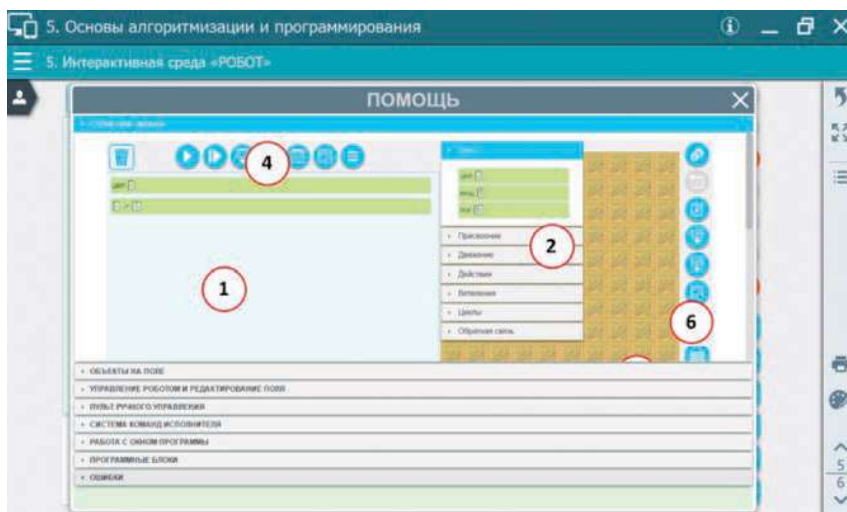 5. Основы алгоритмизации и программирования
5. Интерактивная среда «РОБОТ»
ПОМОЩЬ
4
Присвоение
2
Движение
Действия
1
Ветвления
Циклы
6
Обратная связь
ОБЪЕКТЫ НА ПОЛЕ
УПРАВЛЕНИЕ РОБОТОМ И РЕДАКТИРОВАНИЕ ПОЛЯ
ПУЛЬТ РУЧНОГО УПРАВЛЕНИЯ
СИСТЕМА КОМАНД ИСПОЛНИТЕЛЯ
РАБОТА С ОКНОМ ПРОГРАММЫ
ПРОГРАММНЫЕ БЛОКИ
ОШИБКИ
5
6